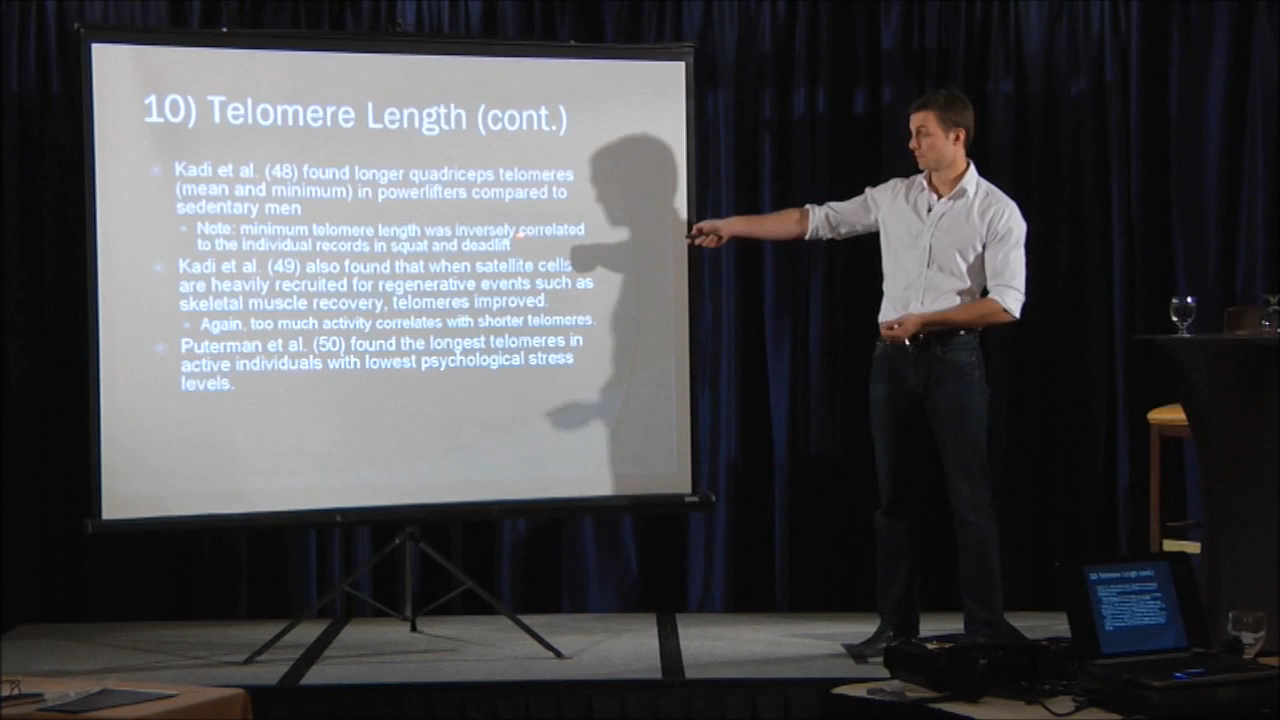 10) Telomere Length (cont.)
Kadi et al. (48) found longer quadriceps telomeres
(mean and minimum) in powerlifters compared to
sedentary men
Note: minimum telomere length was inversely correlated
to the individual records in squat and deadlift
Kadi et al. (49) also found that when satellite cells
are heavily recruited for regenerative events such as
skeletal muscle recovery, telomeres improved.
Again, too much activity correlates with shorter telomeres.
Puterman et al. (50) found the longest telomeres in
active individuals with lowest psychological stress
levels.
10) Telomere Length (cont.)